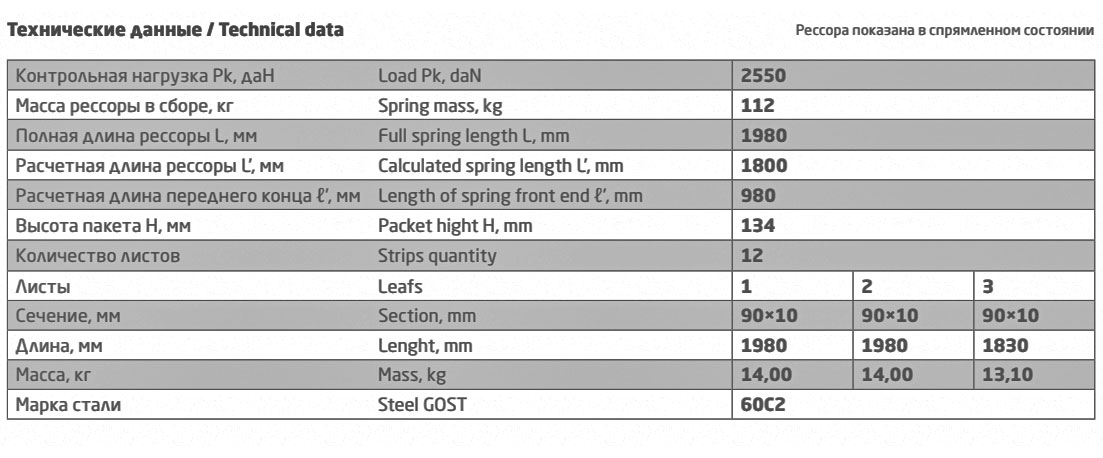 Технические данные / Technical data
Рессора показана в спрямленном состоянии
Контрольная нагрузка Pk, даН Load Pk, daN 2550
Масса рессоры в сборе, кг Spring mass, kg 112
Полная длина рессоры L, мм Full spring length L, mm 1980
Расчетная длина рессоры L’, мм Calculated spring length L’, mm 1800
Расчетная длина переднего конца ℓ’, мм Length of spring front end ℓ’, mm 980
Высота пакета H, мм Packet hight H, mm 134
Количество листов Strips quantity 12
Листы Leafs 1 2 3
Сечение, мм Section, mm 90×10 90×10 90×10
Длина, мм Lenght, mm 1980 1980 1830
Масса, кг Mass, kg 14,00 14,00 13,10
Марка стали Steel GOST 60С2